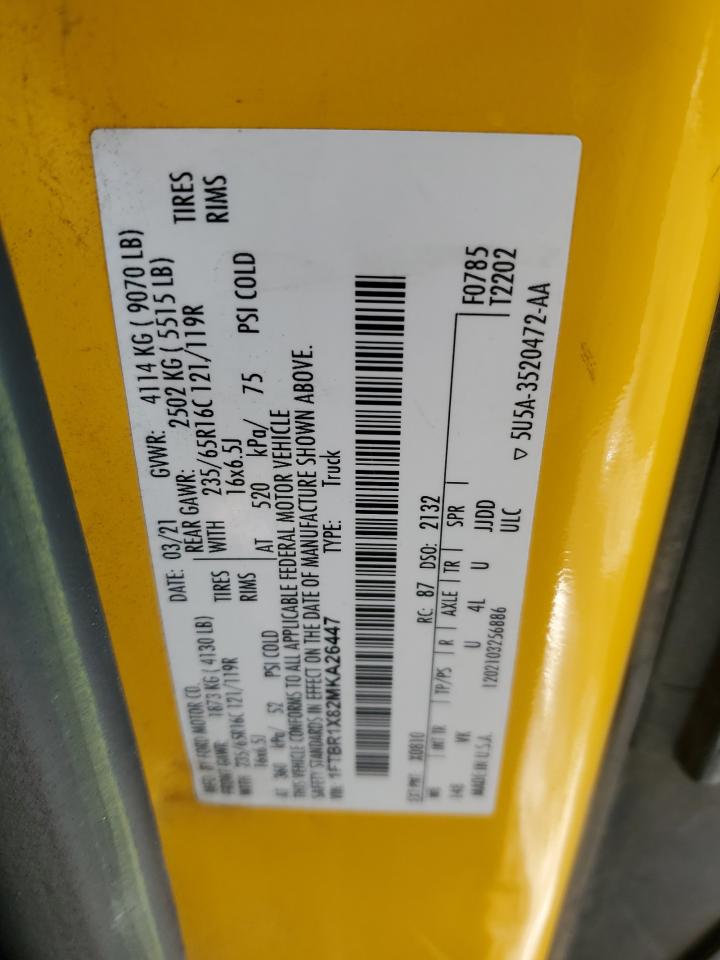 MFD. BY FORD MOTOR CO.
DATE: 03/21 GVWR: 4114 KG ( 9070 LB)
FRONT GAWR: 1873 KG ( 4130 LB) REAR GAWR: 2502 KG ( 5515 LB)
WITH 235/65R16C 121/119R TIRES WITH 235/65R16C 121/119R TIRES
16x6.5J RIMS 16x6.5J RIMS
AT 360 kPa/ 52 PSI COLD AT 520 kPa/ 75 PSI COLD
THIS VEHICLE CONFORMS TO ALL APPLICABLE FEDERAL MOTOR VEHICLE
SAFETY STANDARDS IN EFFECT ON THE DATE OF MANUFACTURE SHOWN ABOVE.
VIN: 1FTBR1X82MKA26447 TYPE: Truck
EXT PNT: X0810 RC: 87 DSO: 2132 F0785
WB INT TR TP/PS R AXLE TR SPR T2202
148 VK U 4L U JJDD
MADE IN U.S.A. 1202103256886 ULC ▽ 5U5A-3520472-AA